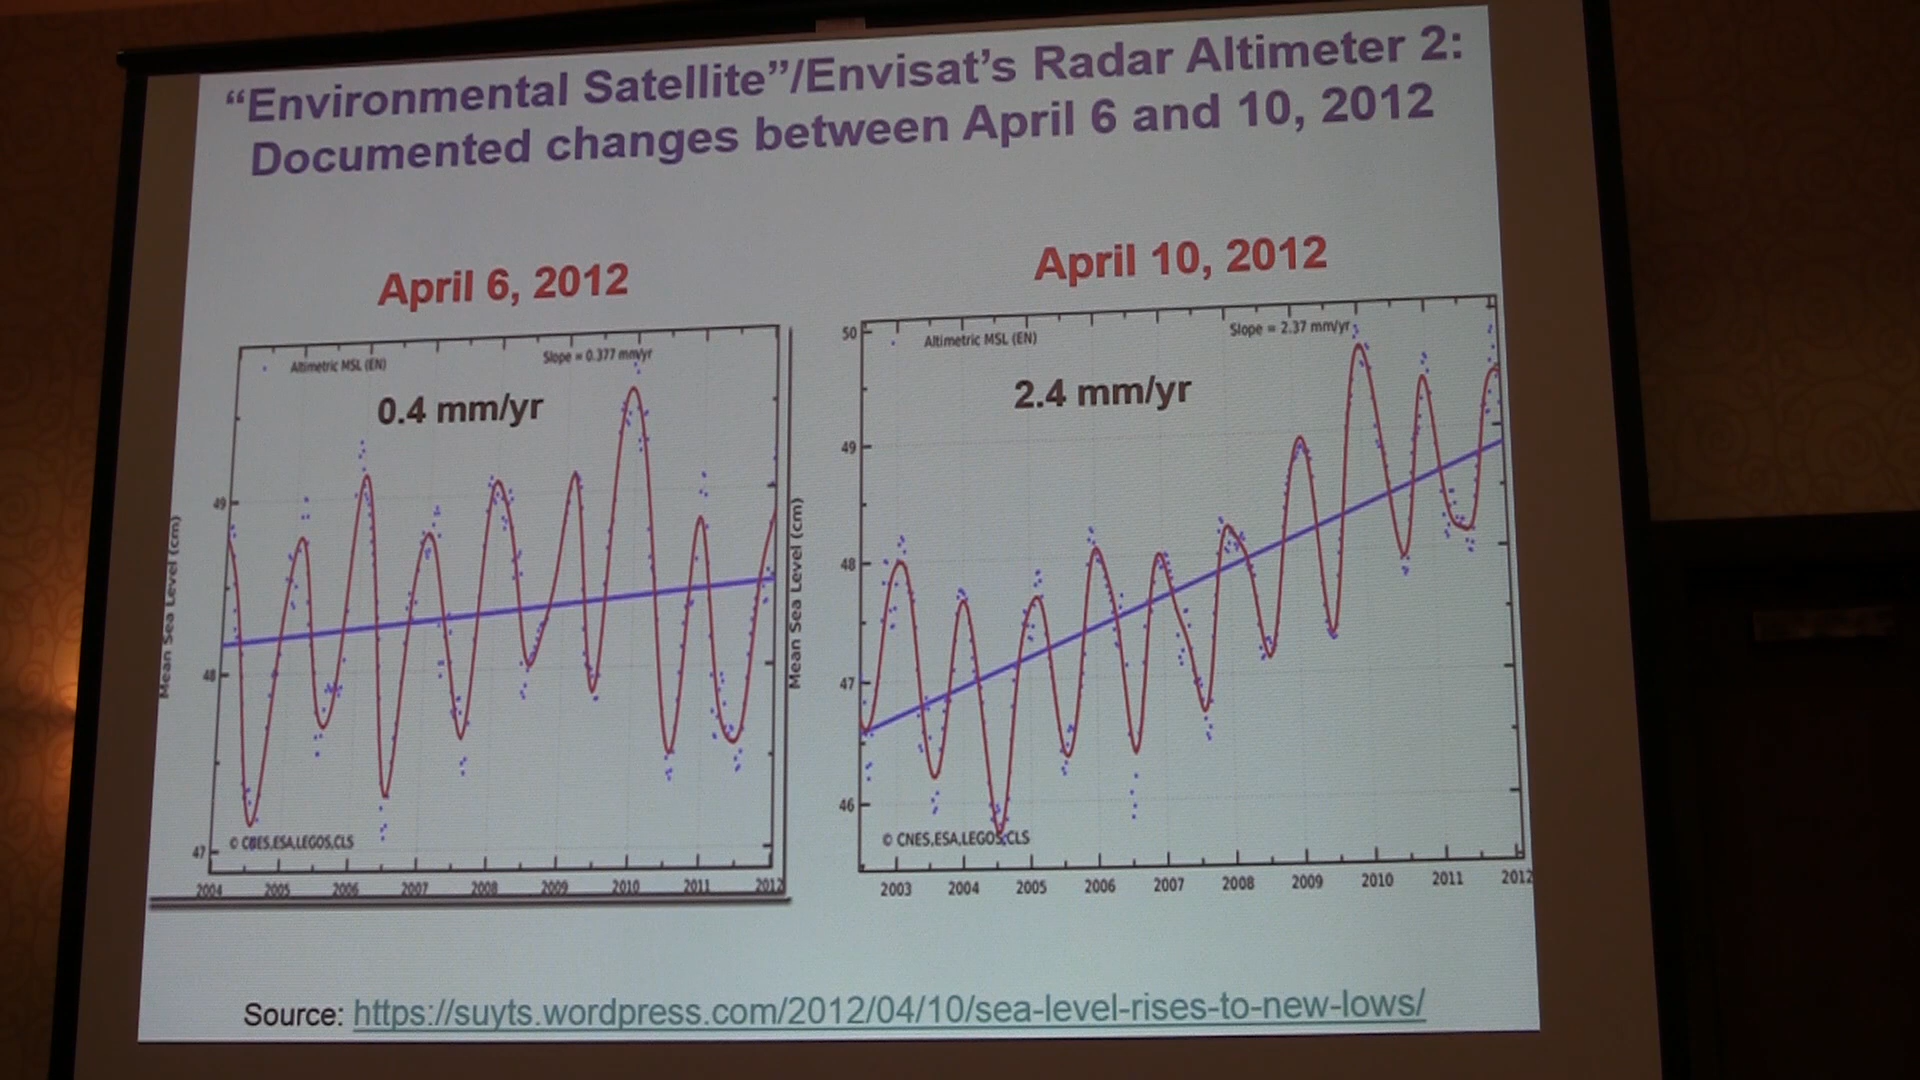 “Environmental Satellite”/Envisat’s Radar Altimeter 2:
Documented changes between April 6 and 10, 2012
April 6, 2012
Altimetric MSL (EN)
Slope = 0.377 mm/yr
0.4 mm/yr
Mean Sea Level (cm)
49
48
47
© CNES,ESA,LEGOS,CLS
2004 2005 2006 2007 2008 2009 2010 2011 2012
April 10, 2012
Altimetric MSL (EN)
Slope = 2.37 mm/yr
2.4 mm/yr
Mean Sea Level (cm)
50
49
48
47
46
© CNES,ESA,LEGOS,CLS
2003 2004 2005 2006 2007 2008 2009 2010 2011 2012
Source: https://suyts.wordpress.com/2012/04/10/sea-level-rises-to-new-lows/